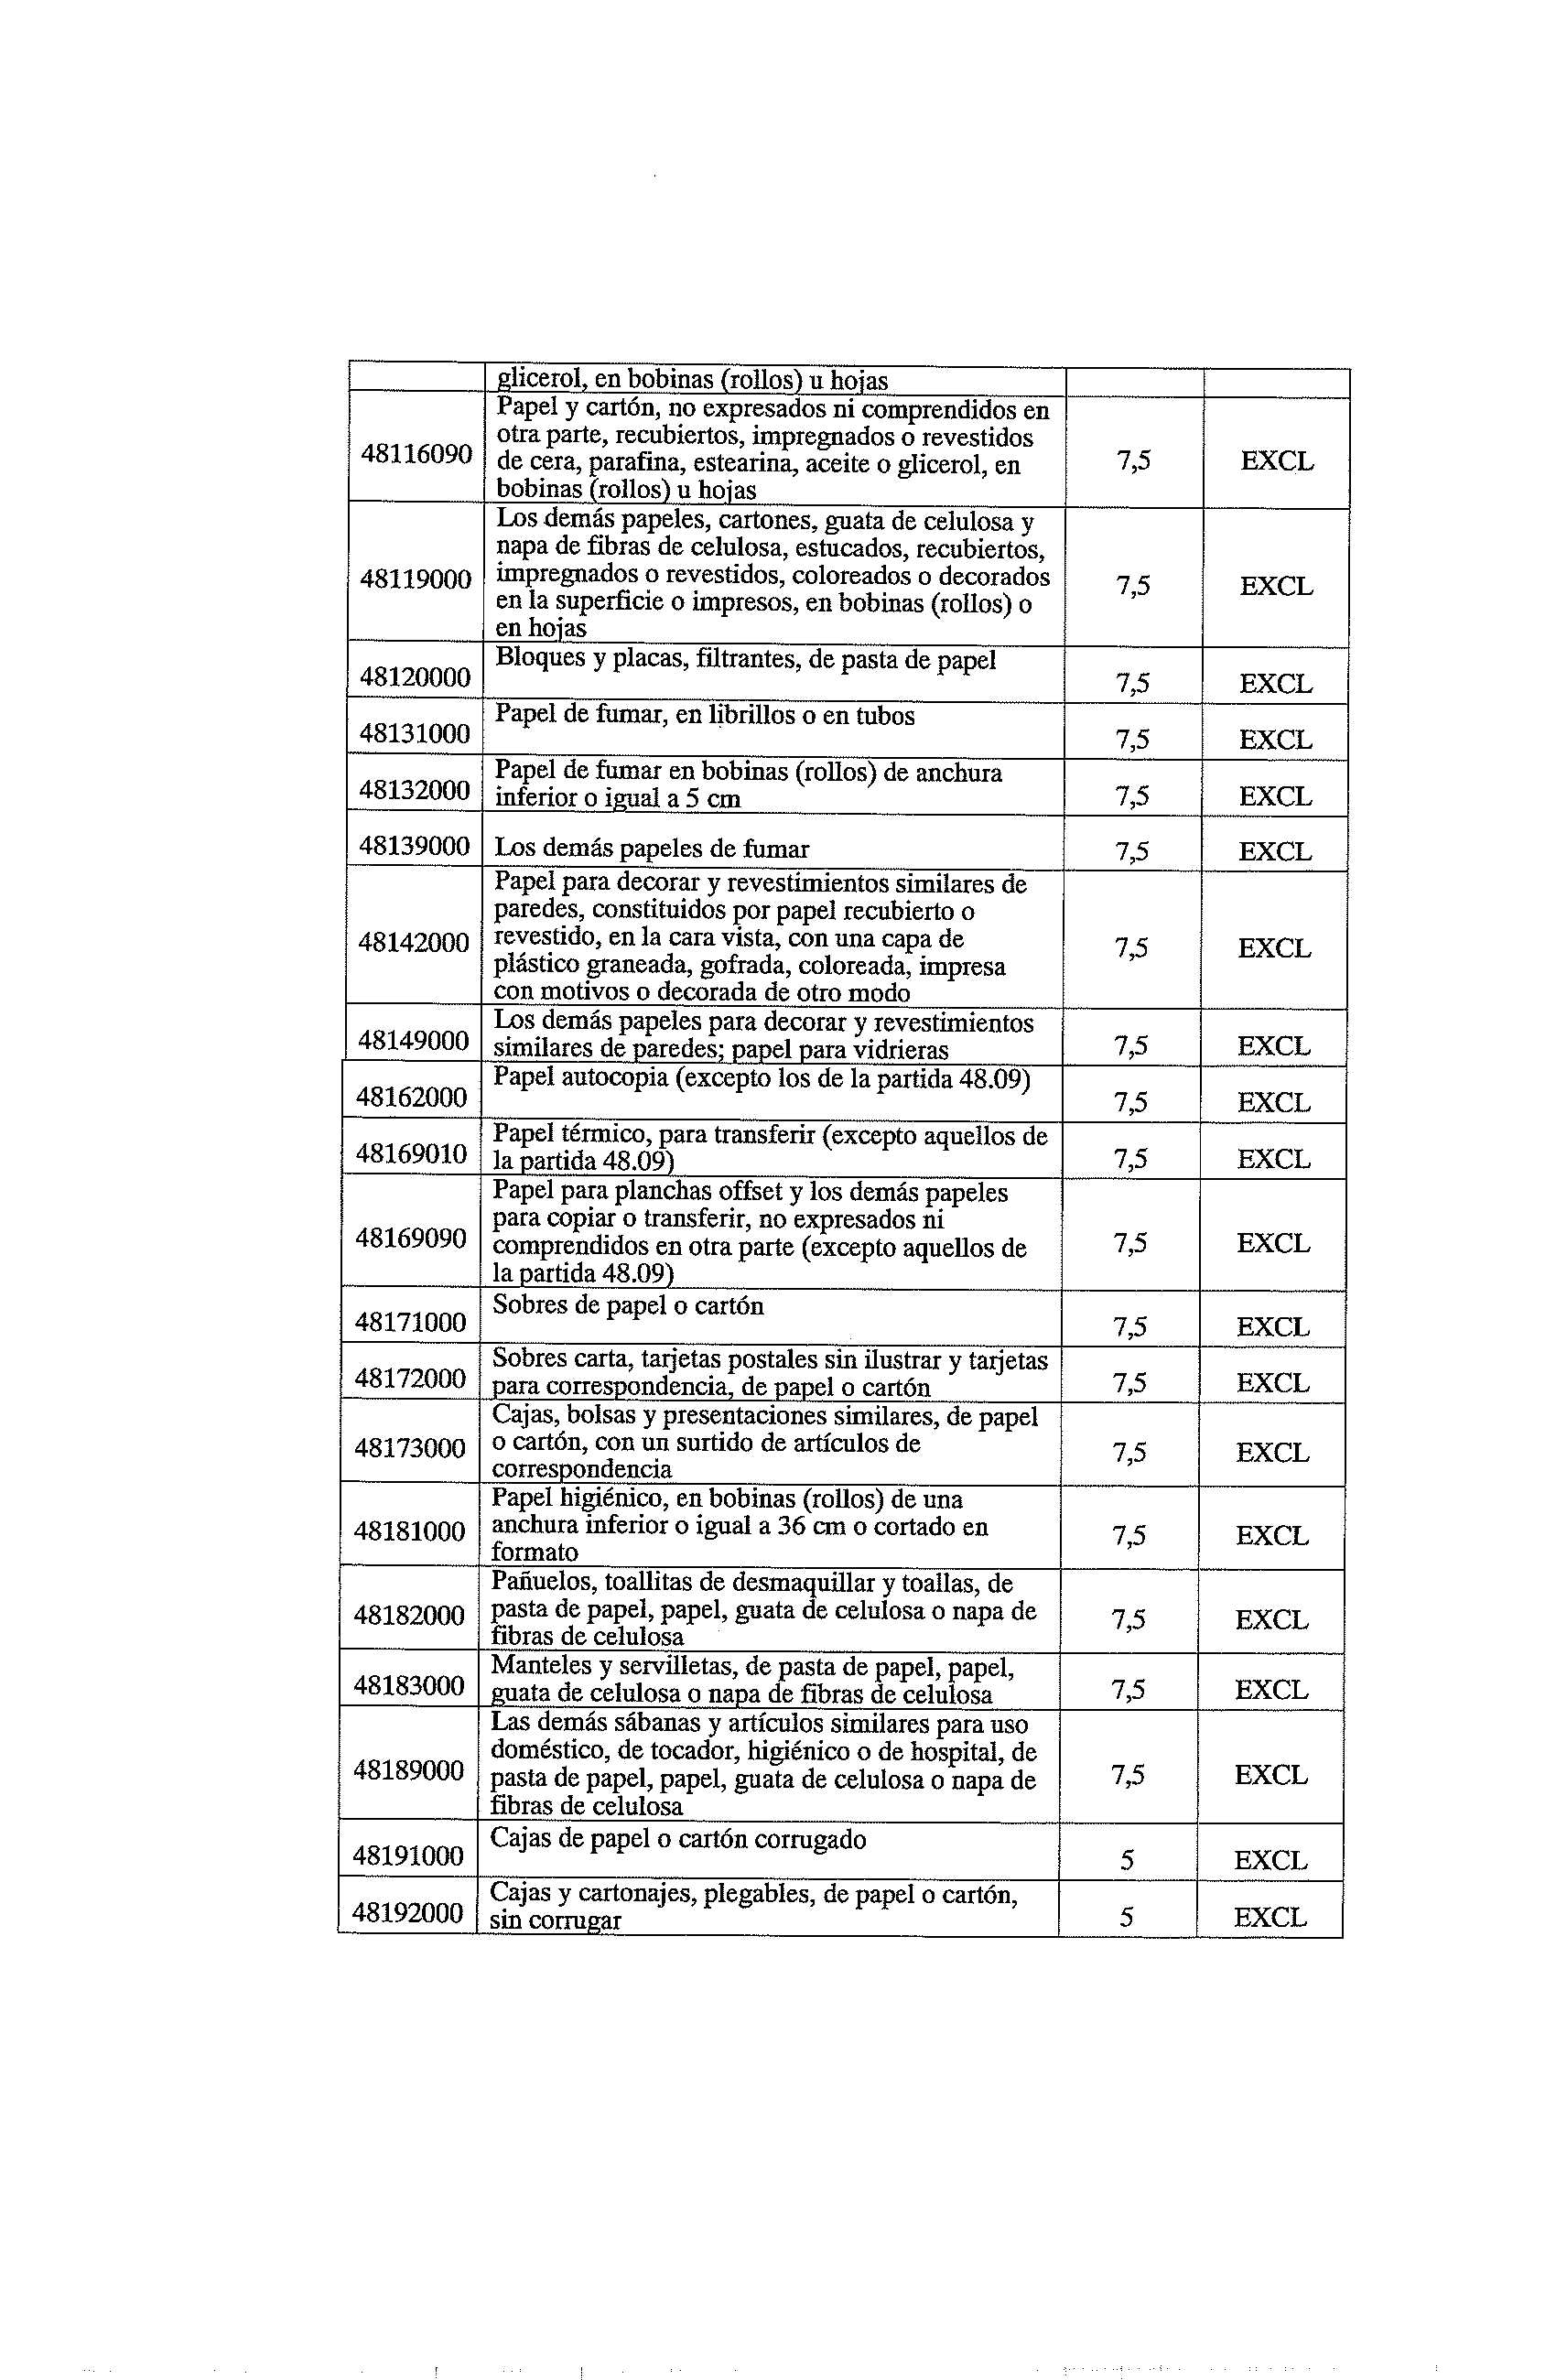 glicerol, en bobinas (rollos) u hojas
Papel y cartón, no expresados ni comprendidos en
otra parte, recubiertos, impregnados o revestidos
48116090 de cera, parafina, estearina, aceite o glicerol, en 7,5 EXCL
bobinas (rollos) u hojas
Los demás papeles, cartones, guata de celulosa y
napa de fibras de celulosa, estucados, recubiertos,
48119000 impregnados o revestidos, coloreados o decorados 7,5 EXCL
en la superficie o impresos, en bobinas (rollos) o
en hojas
Bloques y placas, filtrantes, de pasta de papel
48120000 7,5 EXCL
Papel de fumar, en librillos o en tubos
48131000 7,5 EXCL
Papel de fumar en bobinas (rollos) de anchura
48132000 inferior o igual a 5 cm 7,5 EXCL
48139000 Los demás papeles de fumar 7,5 EXCL
Papel para decorar y revestimientos similares de
paredes, constituidos por papel recubierto o
48142000 revestido, en la cara vista, con una capa de 7,5 EXCL
plástico graneada, gofrada, coloreada, impresa
con motivos o decorada de otro modo
Los demás papeles para decorar y revestimientos
48149000 similares de paredes; papel para vidrieras 7,5 EXCL
Papel autocopia (excepto los de la partida 48.09)
48162000 7,5 EXCL
Papel térmico, para transferir (excepto aquellos de
48169010 la partida 48.09) 7,5 EXCL
Papel para planchas offset y los demás papeles
para copiar o transferir, no expresados ni
48169090 comprendidos en otra parte (excepto aquellos de 7,5 EXCL
la partida 48.09)
Sobres de papel o cartón
48171000 7,5 EXCL
Sobres carta, tarjetas postales sin ilustrar y tarjetas
48172000 para correspondencia, de papel o cartón 7,5 EXCL
Cajas, bolsas y presentaciones similares, de papel
48173000 o cartón, con un surtido de artículos de 7,5 EXCL
correspondencia
Papel higiénico, en bobinas (rollos) de una
48181000 anchura inferior o igual a 36 cm o cortado en 7,5 EXCL
formato
Pañuelos, toallitas de desmaquillar y toallas, de
48182000 pasta de papel, papel, guata de celulosa o napa de 7,5 EXCL
fibras de celulosa
Manteles y servilletas, de pasta de papel, papel,
48183000 guata de celulosa o napa de fibras de celulosa 7,5 EXCL
Las demás sábanas y artículos similares para uso
doméstico, de tocador, higiénico o de hospital, de
48189000 pasta de papel, papel, guata de celulosa o napa de 7,5 EXCL
fibras de celulosa
Cajas de papel o cartón corrugado
48191000 5 EXCL
Cajas y cartonajes, plegables, de papel o cartón,
48192000 sin corrugar 5 EXCL